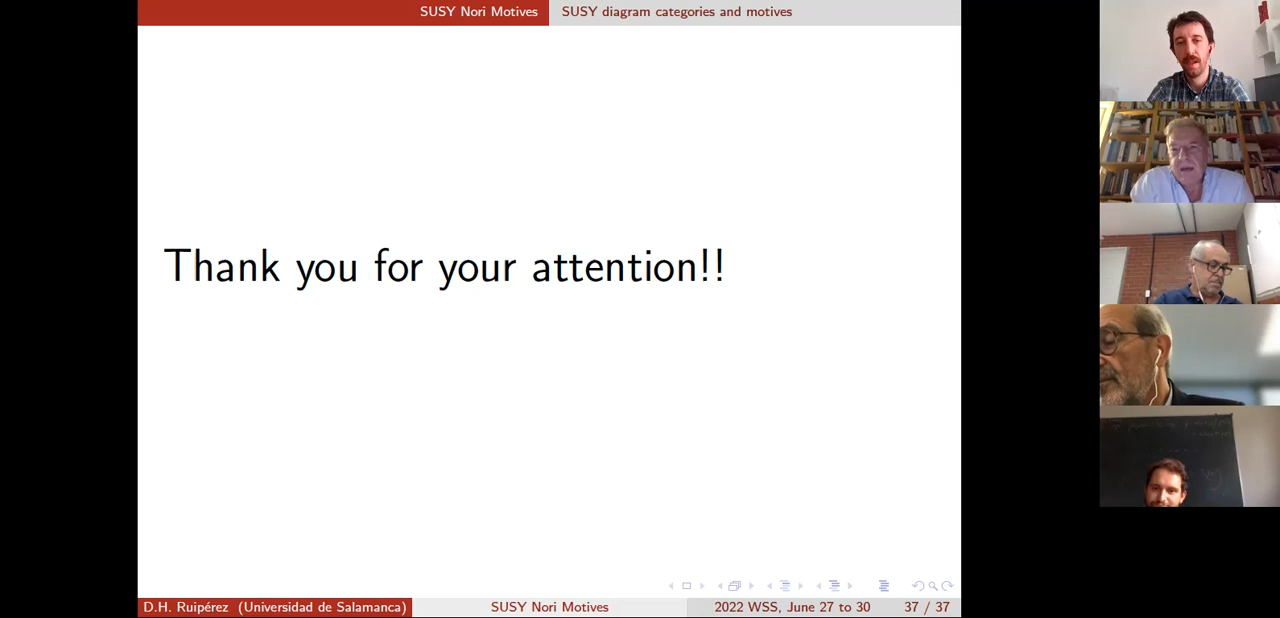 SUSY Nori Motives SUSY diagram categories and motives
Thank you for your attention!!
D.H. Ruipérez (Universidad de Salamanca) SUSY Nori Motives 2022 WSS, June 27 to 30 37 / 37